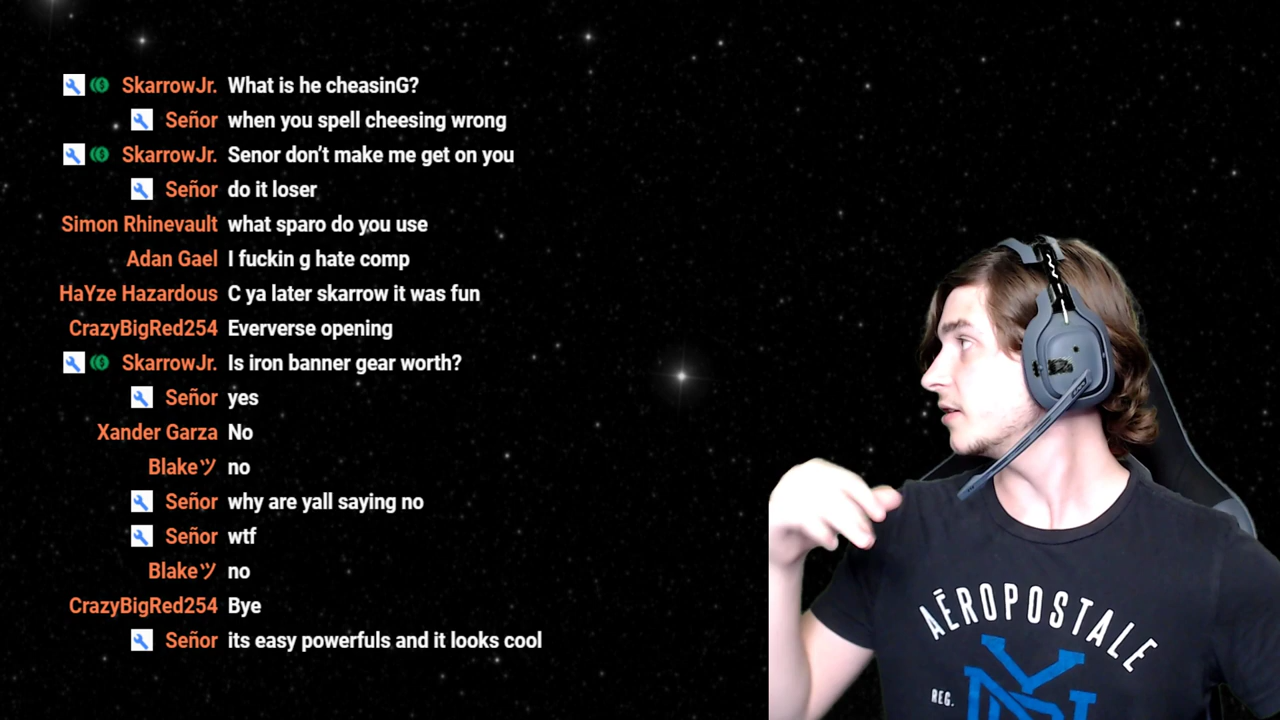 SkarrowJr. What is he cheasinG?
Señor when you spell cheesing wrong
SkarrowJr. Senor don’t make me get on you
Señor do it loser
Simon Rhinevault what sparo do you use
Adan Gael I fuckin g hate comp
HaYze Hazardous C ya later skarrow it was fun
CrazyBigRed254 Eververse opening
SkarrowJr. Is iron banner gear worth?
Señor yes
Xander Garza No
Blakeツ no
Señor why are yall saying no
Señor wtf
Blakeツ no
CrazyBigRed254 Bye
Señor its easy powerfuls and it looks cool
AĒROPOSTALE
REG.
NY